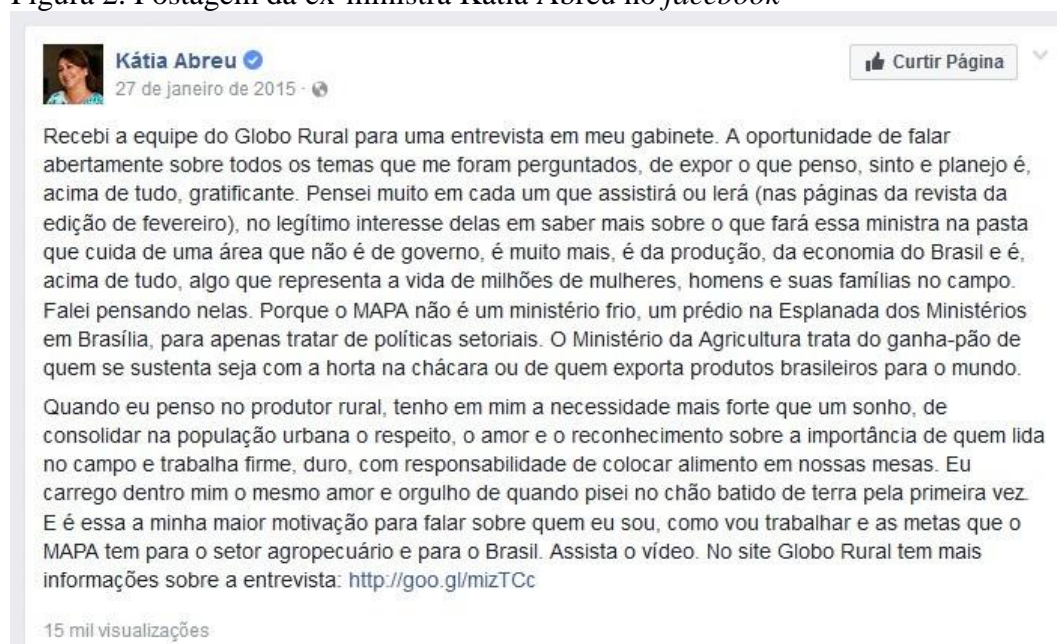 Figura 2: Postagem da ex-ministra Kátia Abreu no facebook
Kátia Abreu
Curtir Página
27 de janeiro de 2015 ·
Recebi a equipe do Globo Rural para uma entrevista em meu gabinete. A oportunidade de falar
abertamente sobre todos os temas que me foram perguntados, de expor o que penso, sinto e planejo é,
acima de tudo, gratificante. Pensei muito em cada um que assistirá ou lerá (nas páginas da revista da
edição de fevereiro), no legítimo interesse delas em saber mais sobre o que fará essa ministra na pasta
que cuida de uma área que não é de governo, é muito mais, é da produção, da economia do Brasil e é,
acima de tudo, algo que representa a vida de milhões de mulheres, homens e suas famílias no campo.
Falei pensando nelas. Porque o MAPA não é um ministério frio, um prédio na Esplanada dos Ministérios
em Brasília, para apenas tratar de políticas setoriais. O Ministério da Agricultura trata do ganha-pão de
quem se sustenta seja com a horta na chácara ou de quem exporta produtos brasileiros para o mundo.
Quando eu penso no produtor rural, tenho em mim a necessidade mais forte que um sonho, de
consolidar na população urbana o respeito, o amor e o reconhecimento sobre a importância de quem lida
no campo e trabalha firme, duro, com responsabilidade de colocar alimento em nossas mesas. Eu
carrego dentro mim o mesmo amor e orgulho de quando pisei no chão batido de terra pela primeira vez.
E é essa a minha maior motivação para falar sobre quem eu sou, como vou trabalhar e as metas que o
MAPA tem para o setor agropecuário e para o Brasil. Assista o vídeo. No site Globo Rural tem mais
informações sobre a entrevista: http://goo.gl/mizTCc
15 mil visualizações